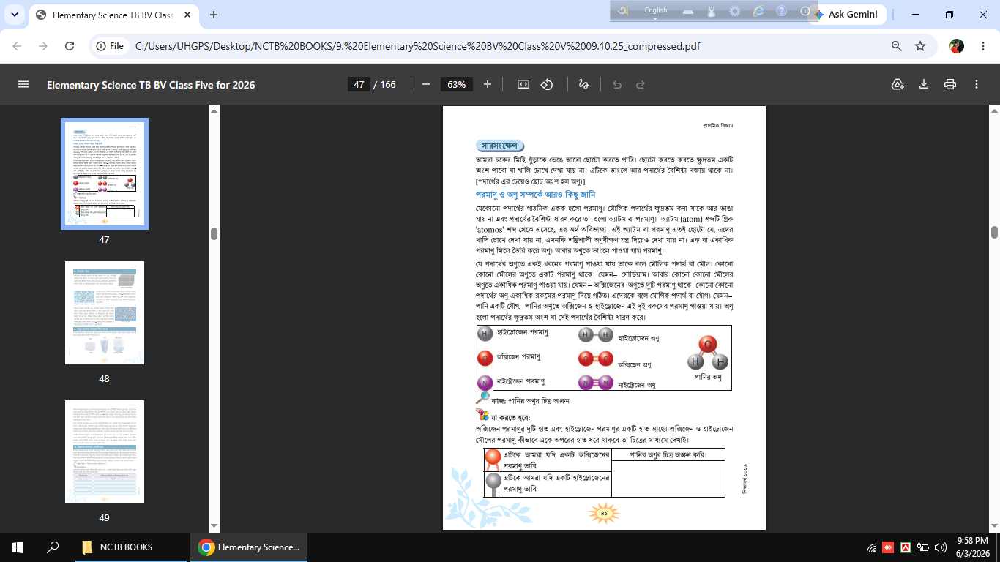 Elementary Science TB BV Class
English
Ask Gemini
File
C:/Users/UHGPS/Desktop/NCTB%20BOOKS/9.%20Elementary%20Science%20BV%20Class%20V%2009.10.25_compressed.pdf
Elementary Science TB BV Class Five for 2026
47 / 166
63%
47
48
49
প্রাথমিক বিজ্ঞান
সারসংক্ষেপ
আমরা চকের মিহি গুঁড়াকে ভেঙে আরো ছোটো করতে পারি। ছোটো করতে করতে ক্ষুদ্রতম একটি
অংশ পাবো যা খালি চোখে দেখা যায় না। এটিকে ভাংলে আর পদার্থের বৈশিষ্ট বজায় থাকে না।
[পদার্থের এর চেয়েও ছোট অংশ হল অণু।]
পরমাণু ও অণু সম্পর্কে আরও কিছু জানি
যেকোনো পদার্থের গাঠনিক একক হলো পরমাণু। মৌলিক পদার্থের ক্ষুদ্রতম কণা যাকে আর ভাঙা
যায় না এবং পদার্থের বৈশিষ্ট ধারণ করে তা হলো অ্যাটম বা পরমাণু। অ্যাটম (atom) শব্দটি গ্রিক
'atomos' শব্দ থেকে এসেছে, এর অর্থ অবিভাজ্য। এই অ্যাটম বা পরমাণু এতই ছোটো যে, এদের
খালি চোখে দেখা যায় না, এমনকি শক্তিশালী অণুবীক্ষণ যন্ত্র দিয়েও দেখা যায় না। এক বা একাধিক
পরমাণু মিলে তৈরি করে অণু। আবার অণুকে ভাংলে পাওয়া যায় পরমাণু।
যে পদার্থের অণুতে একই ধরনের পরমাণু পাওয়া যায় তাকে বলে মৌলিক পদার্থ বা মৌল। কোনো
কোনো মৌলের অণুতে একটি পরমাণু থাকে। যেমন– সোডিয়াম। আবার কোনো কোনো মৌলের
অণুতে একাধিক পরমাণু পাওয়া যায়। যেমন– অক্সিজেনের অণুতে দুটি পরমাণু থাকে। কোনো কোনো
পদার্থের অণু একাধিক রকমের পরমাণু দিয়ে গঠিত। এদেরকে বলে যৌগিক পদার্থ বা যৌগ। যেমন–
পানি একটি যৌগ, পানির অণুতে অক্সিজেন ও হাইড্রোজেন এই দুই রকমের পরমাণু পাওয়া যায়। অণু
হলো পদার্থের ক্ষুদ্রতম অংশ যা সেই পদার্থের বৈশিষ্ট ধারণ করে।
H হাইড্রোজেন পরমাণু H H হাইড্রোজেন অণু
O অক্সিজেন পরমাণু O O অক্সিজেন অণু
N নাইট্রোজেন পরমাণু N N নাইট্রোজেন অণু
O
H H
পানির অণু
কাজ: পানির অণুর চিত্র অঙ্কন
যা করতে হবে:
অক্সিজেন পরমাণুর দুটি হাত এবং হাইড্রোজেন পরমাণুর একটি হাত আছে। অক্সিজেন ও হাইড্রোজেন
মৌলের পরমাণু কীভাবে একে অপরের হাত ধরে থাকবে তা চিত্রের মাধ্যমে দেখাই।
এটিকে আমরা যদি একটি অক্সিজেনের
পরমাণু ভাবি
পানির অণুর চিত্র অঙ্কন করি।
এটিকে আমরা যদি একটি হাইড্রোজেনের
পরমাণু ভাবি
শিক্ষাবর্ষ ২০২৬
৪১
NCTB BOOKS
Elementary Science...
9:58 PM
6/3/2026